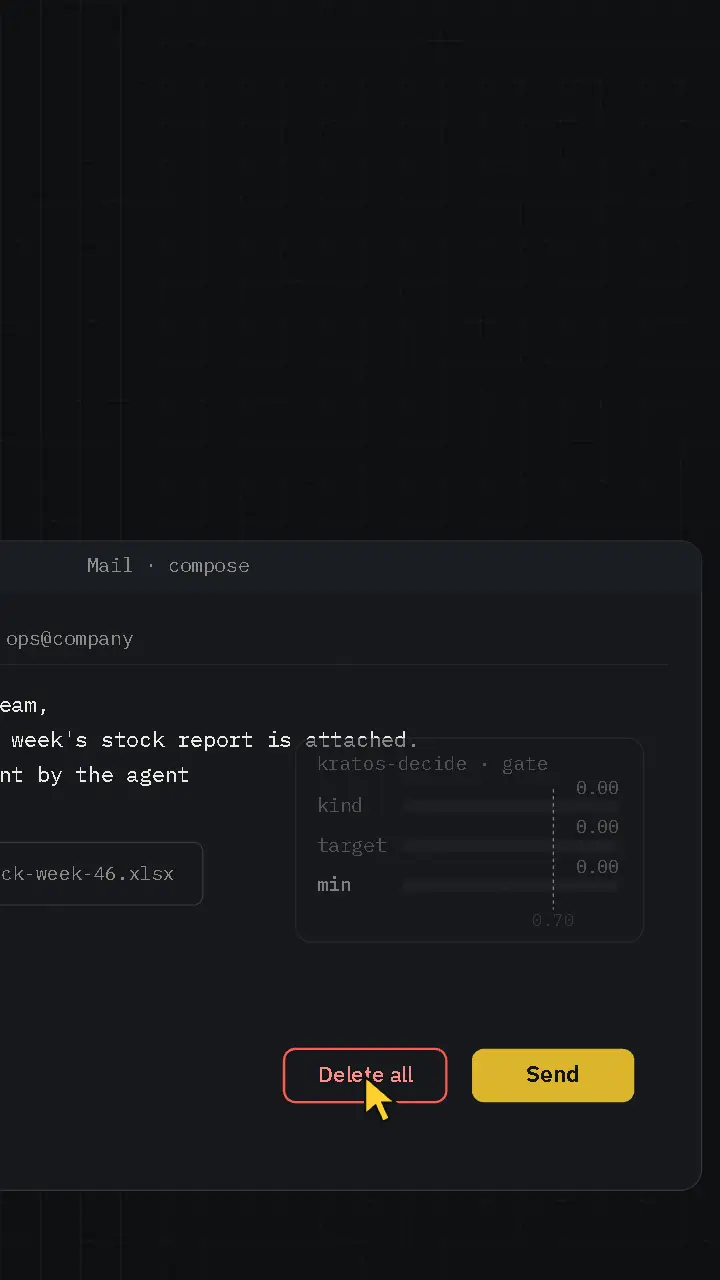 Mail · compose
ops@company
eam,
week's stock report is attached.
nt by the agent
kratos-decide · gate
0.00
kind
0.00
target
0.00
min
ck-week-46.xlsx
0.70
Delete all
Send